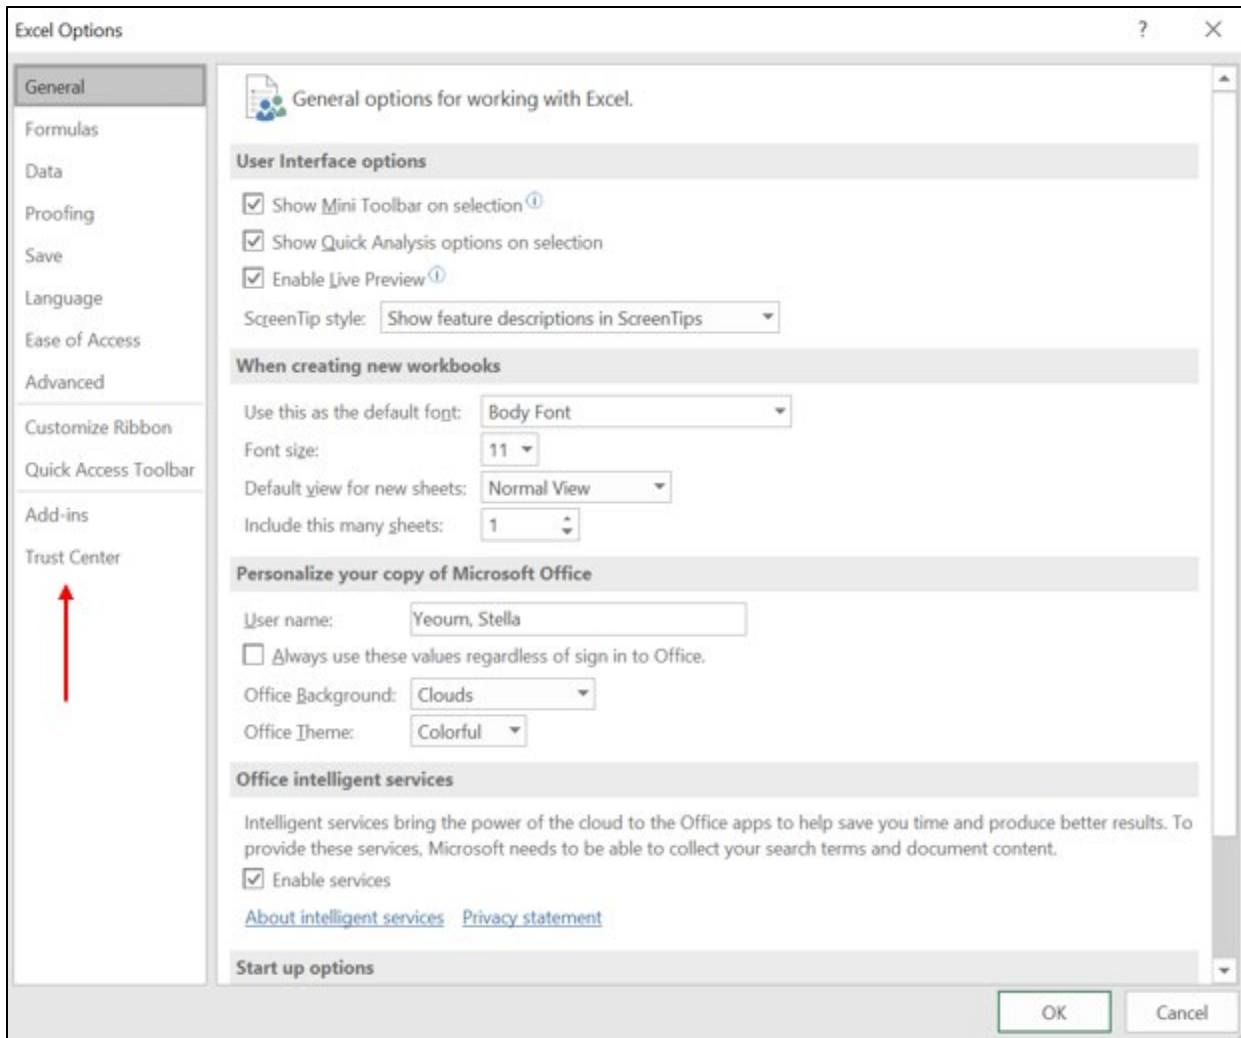 Excel Options
?
General
Formulas
Data
Proofing
Save
Language
Ease of Access
Advanced
Customize Ribbon
Quick Access Toolbar
Add-ins
Trust Center
General options for working with Excel.
User Interface options
Show Mini Toolbar on selection
Show Quick Analysis options on selection
Enable Live Preview
ScreenTip style: Show feature descriptions in ScreenTips
When creating new workbooks
Use this as the default font: Body Font
Font size: 11
Default view for new sheets: Normal View
Include this many sheets: 1
Personalize your copy of Microsoft Office
User name: Yeoum, Stella
Always use these values regardless of sign in to Office.
Office Background: Clouds
Office Theme: Colorful
Office intelligent services
Intelligent services bring the power of the cloud to the Office apps to help save you time and produce better results. To
provide these services, Microsoft needs to be able to collect your search terms and document content.
Enable services
About intelligent services Privacy statement
Start up options
OK Cancel